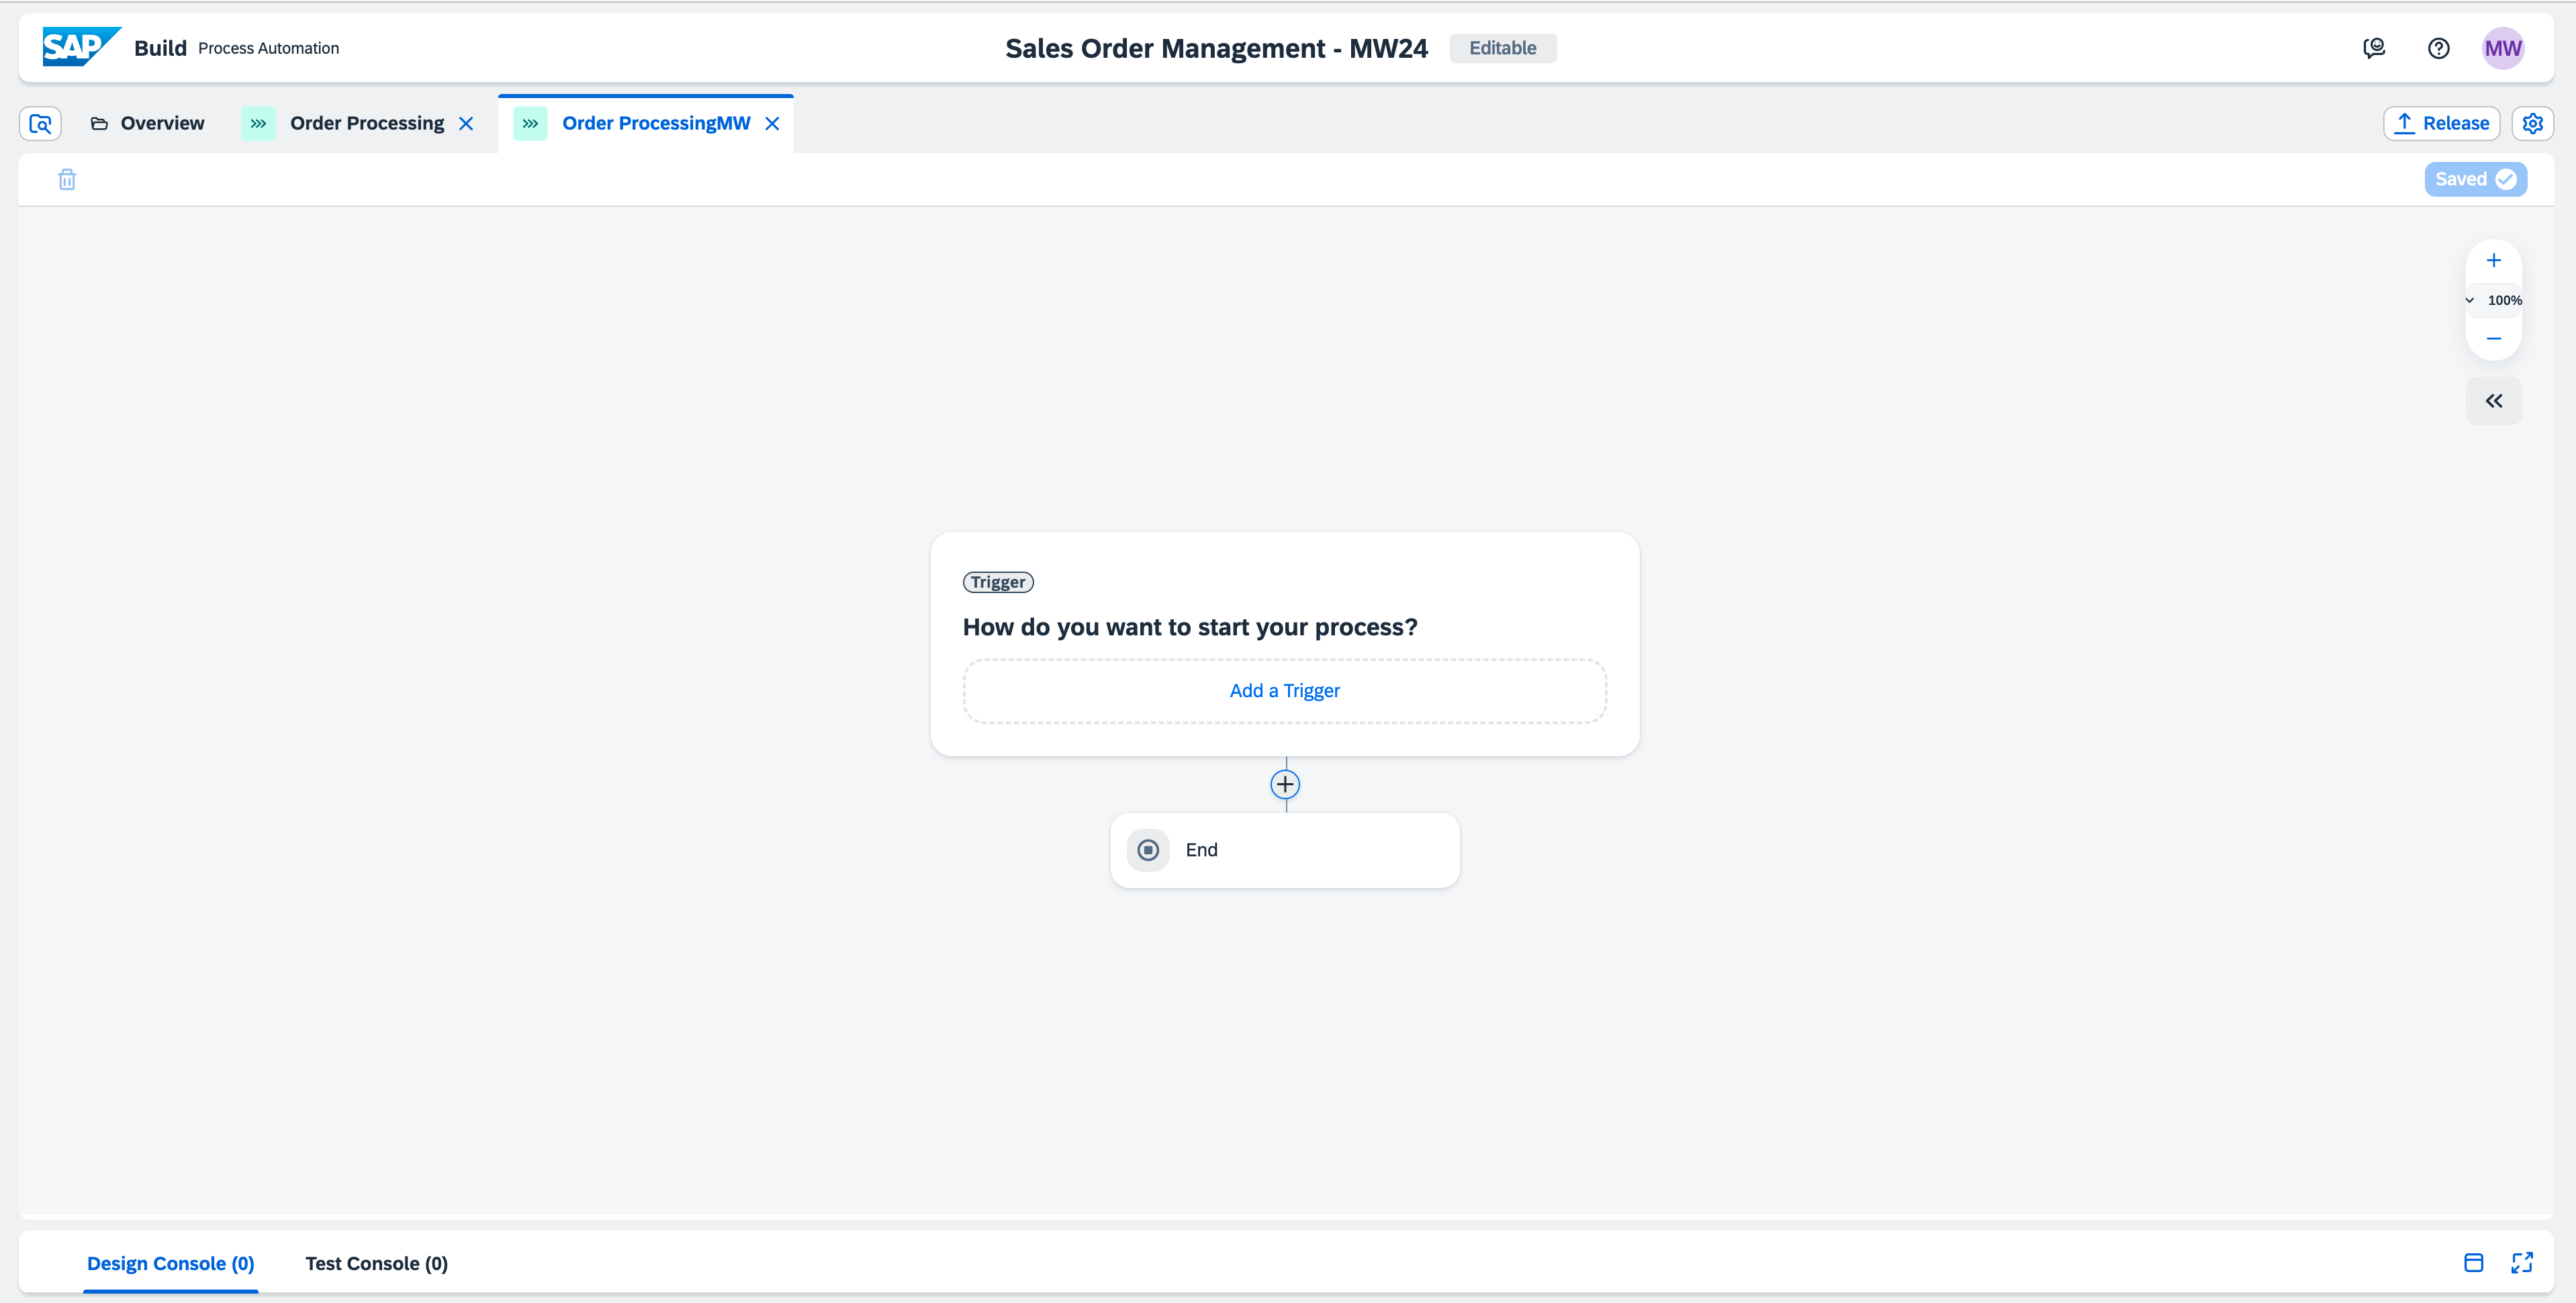 SAP Build Process Automation
Sales Order Management - MW24 Editable
MW
Overview Order Processing Order ProcessingMW
Release
Saved
100%
Trigger
How do you want to start your process?
Add a Trigger
End
Design Console (0) Test Console (0)